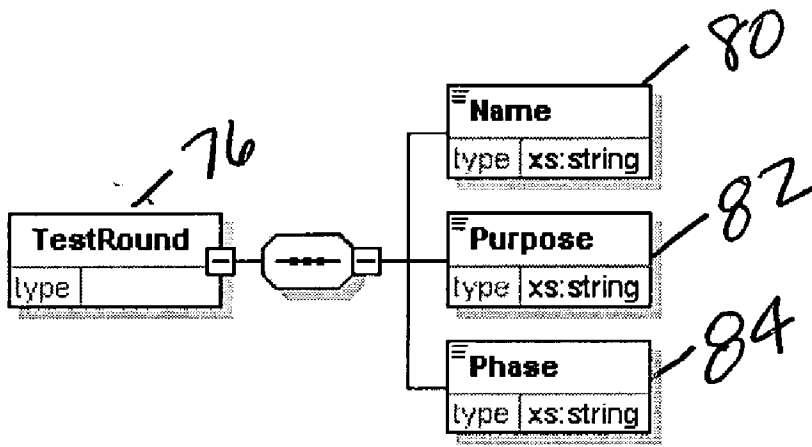 80
Name
type xs:string
76
TestRound
type
82
Purpose
type xs:string
84
Phase
type xs:string